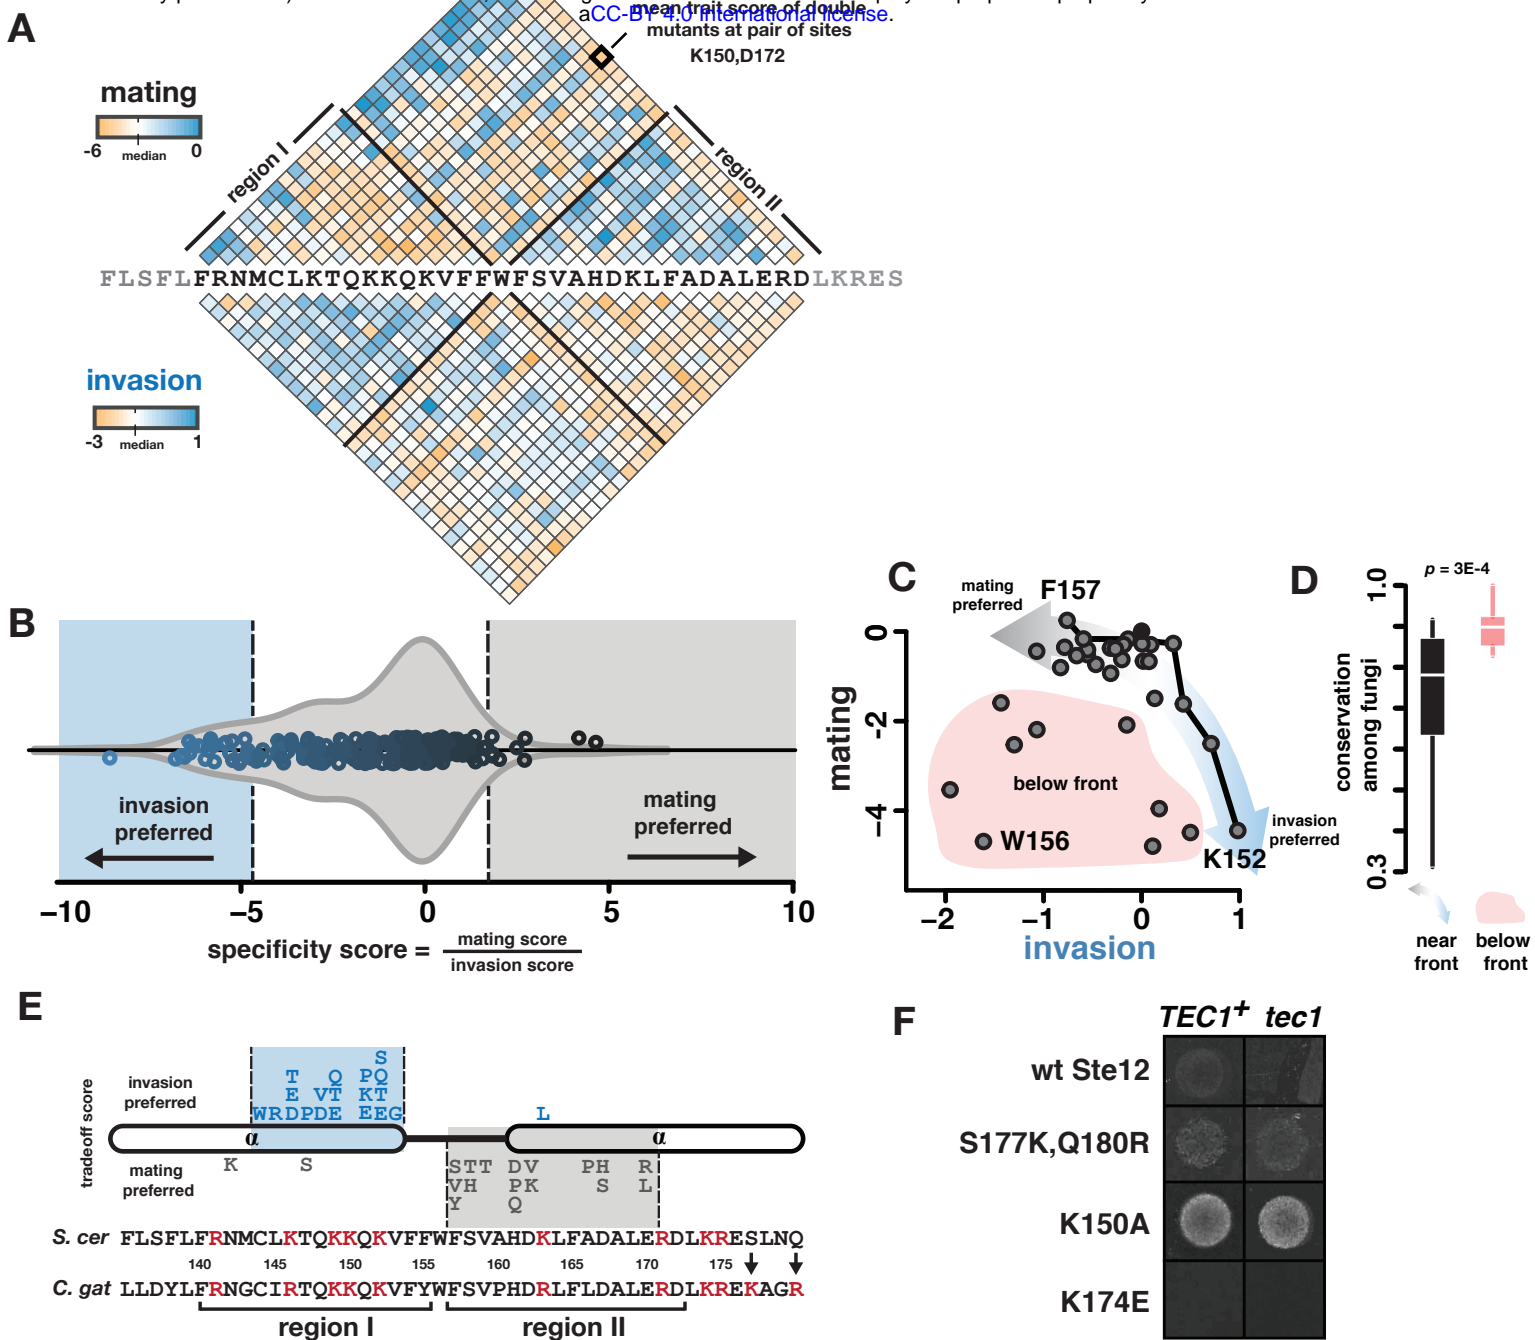 aCC-BY 4.0 International license.
A
mean trait score of double
mutants at pair of sites
K150,D172
mating
-6 median 0
region I
region II
FLSFLFRNMCLKTQKKQKVFFWFSVAHDKLFADALERDLKRES
invasion
-3 median 1
B
invasion
preferred
mating
preferred
−10 −5 0 5 10
specificity score = mating score
invasion score
C
mating
preferred
F157
0
-2
-4
mating
below front
W156
K152
invasion
preferred
−2 −1 0 1
invasion
D
p = 3E-4
1.0
0.3
conservation
among fungi
near
front
below
front
E
tradeoff score
invasion
preferred
mating
preferred
S
T Q PQ
E VT KT
WRDPDE EEG
L
α α
K S
STT DV PH R
VH PK S L
Y Q
S. cer FLSFLFRNMCLKTQKKQKVFFWFSVAHDKLFADALERDLKRESLNQ
140 145 150 155 160 165 170 175
C. gat LLDYLFRNGCIRTQKKQKVFYWFSVPHDRLFLDALERDLKREKAGR
region I region II
F
TEC1+ tec1
wt Ste12
S177K,Q180R
K150A
K174E